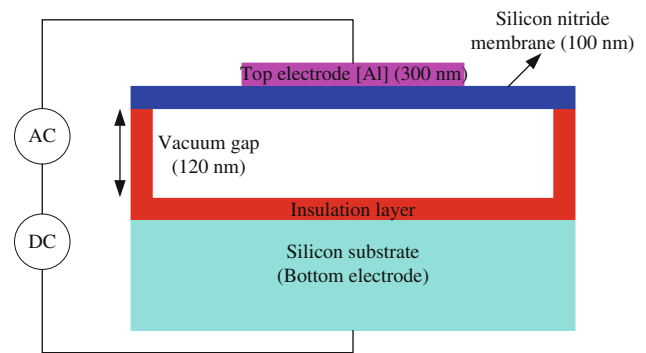 Silicon nitride
membrane (100 nm)
Top electrode [Al] (300 nm)
AC
Vacuum gap
(120 nm)
Insulation layer
DC
Silicon substrate
(Bottom electrode)